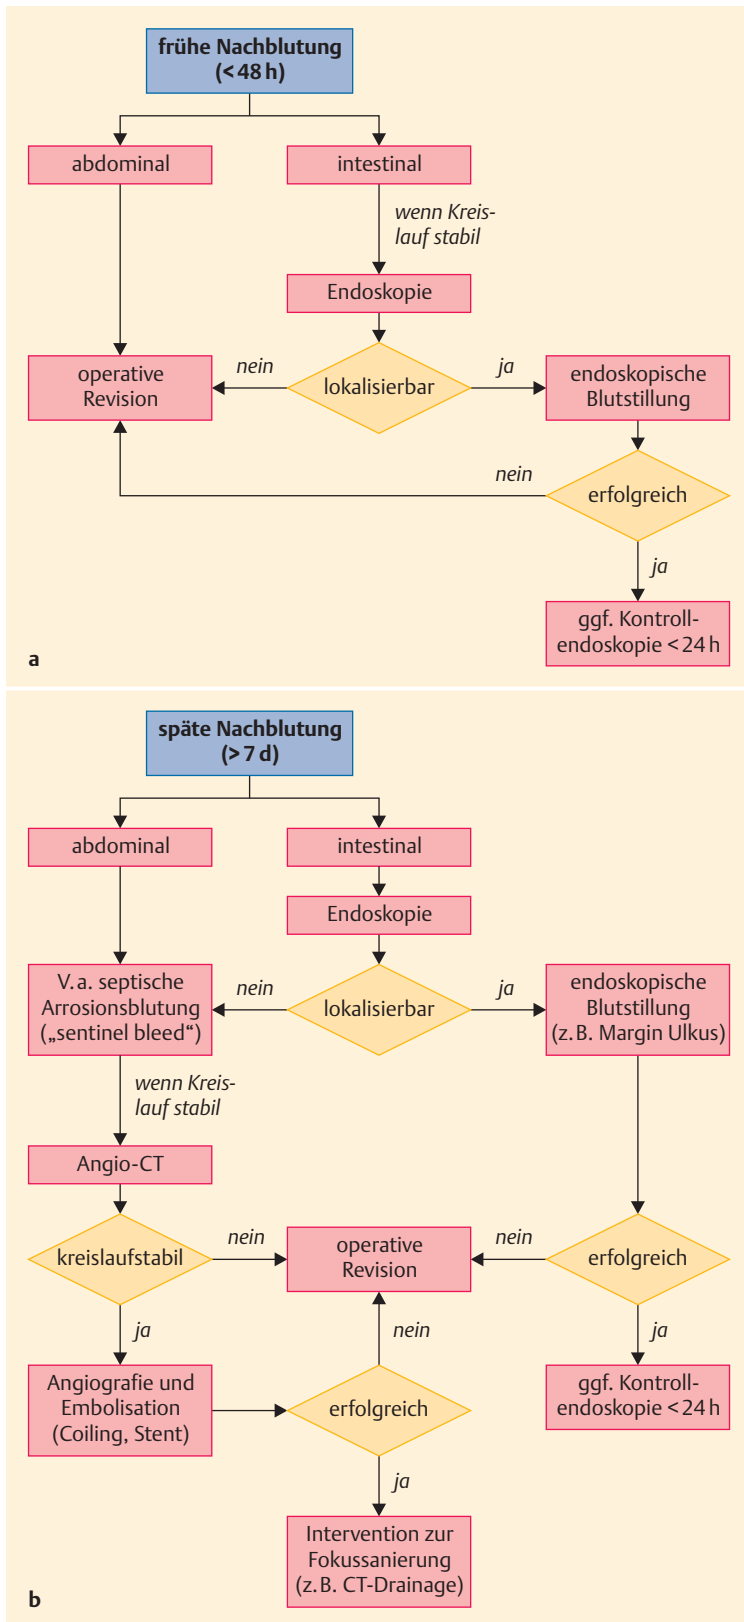 frühe Nachblutung
(< 48 h)
abdominal
intestinal
wenn Kreis-
lauf stabil
Endoskopie
operative
Revision
nein
lokalisierbar
ja
endoskopische
Blutstillung
nein
erfolgreich
ja
ggf. Kontroll-
endoskopie < 24 h
a
späte Nachblutung
(> 7 d)
abdominal
intestinal
Endoskopie
V. a. septische
Arrosionsblutung
(„sentinel bleed“)
nein
lokalisierbar
ja
endoskopische
Blutstillung
(z. B. Margin Ulkus)
wenn Kreis-
lauf stabil
Angio-CT
kreislaufstabil
nein
operative
Revision
nein
erfolgreich
ja
nein
ja
Angiografie und
Embolisation
(Coiling, Stent)
erfolgreich
ggf. Kontroll-
endoskopie < 24 h
ja
Intervention zur
Fokussanierung
(z. B. CT-Drainage)
b